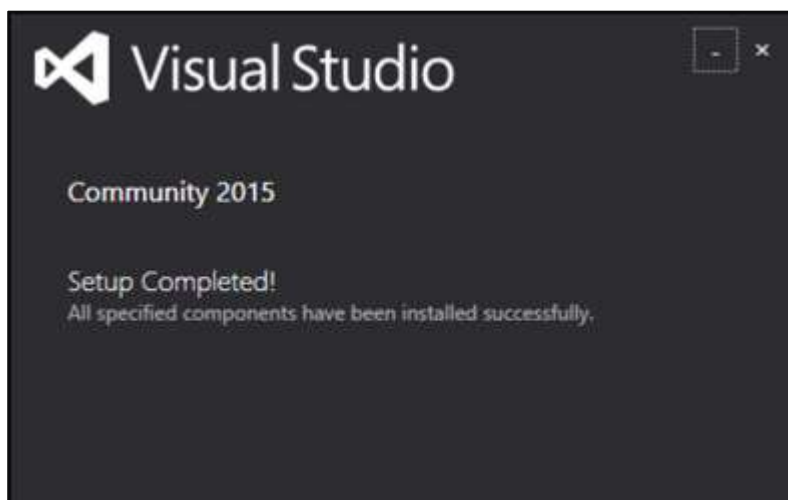 Visual Studio
Community 2015
Setup Completed!
All specified components have been installed successfully.